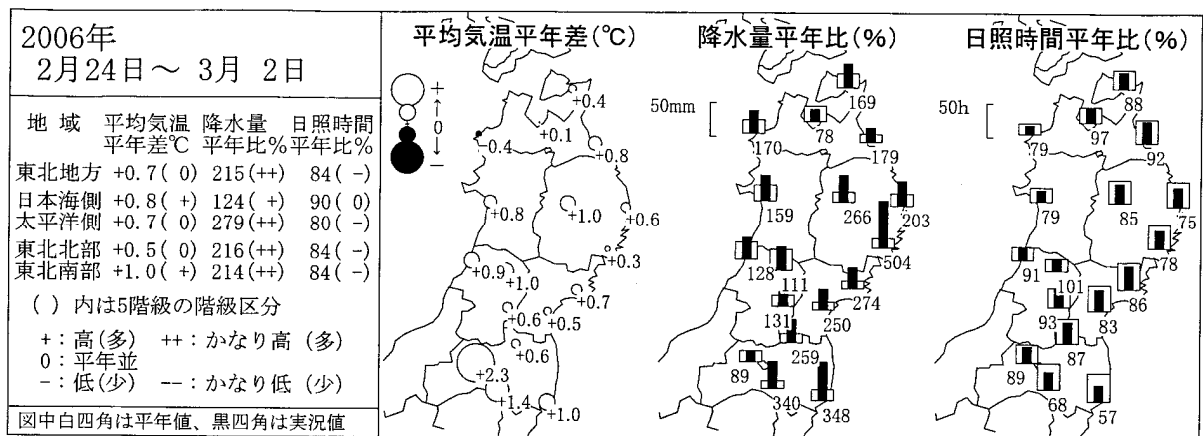 2006年
2月24日～ 3月 2日
地 域 平均気温 降水量 日照時間
平年差℃ 平年比% 平年比%
東北地方 +0.7( 0) 215(++) 84( -)
日本海側 +0.8( +) 124( +) 90( 0)
太平洋側 +0.7( 0) 279(++) 80( -)
東北北部 +0.5( 0) 216(++) 84( -)
東北南部 +1.0( +) 214(++) 84( -)
( ) 内は5階級の階級区分
+：高(多) ++：かなり高 (多)
0：平年並
-：低(少) --：かなり低 (少)
図中白四角は平年値、黒四角は実況値
平均気温平年差(℃)
+
↑
0
↓
-
+0.4
+0.1
-0.4
+0.8
+0.8
+1.0
+0.6
+0.3
+0.9
+1.0
+0.7
+0.6
+0.5
+0.6
+2.3
+1.4
+1.0
降水量平年比(%)
50mm
169
78
170
179
159
266
203
504
128
111
274
131
250
259
89
340
348
日照時間平年比(%)
50h
88
97
79
92
79
85
75
78
91
101
86
93
83
87
89
68
57